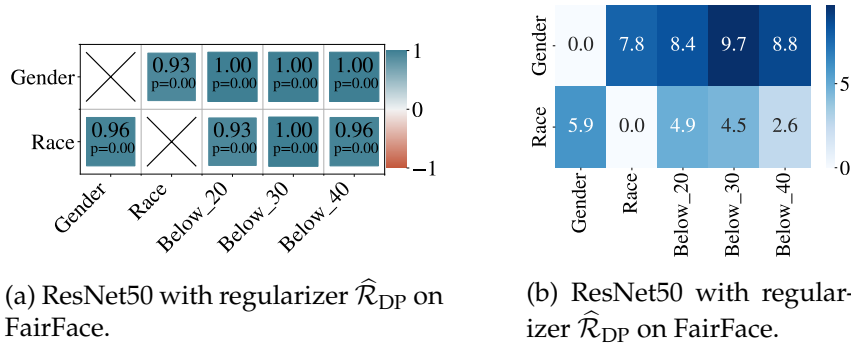 Gender
0.93
p=0.00
1.00
p=0.00
1.00
p=0.00
1.00
p=0.00
Race
0.96
p=0.00
0.93
p=0.00
1.00
p=0.00
0.96
p=0.00
1
0
−1
Gender
Race
Below_20
Below_30
Below_40
(a) ResNet50 with regularizer R̂_DP on
FairFace.
Gender
0.0 7.8 8.4 9.7 8.8
Race
5.9 0.0 4.9 4.5 2.6
5
0
Gender
Race
Below_20
Below_30
Below_40
(b) ResNet50 with regular-
izer R̂_DP on FairFace.